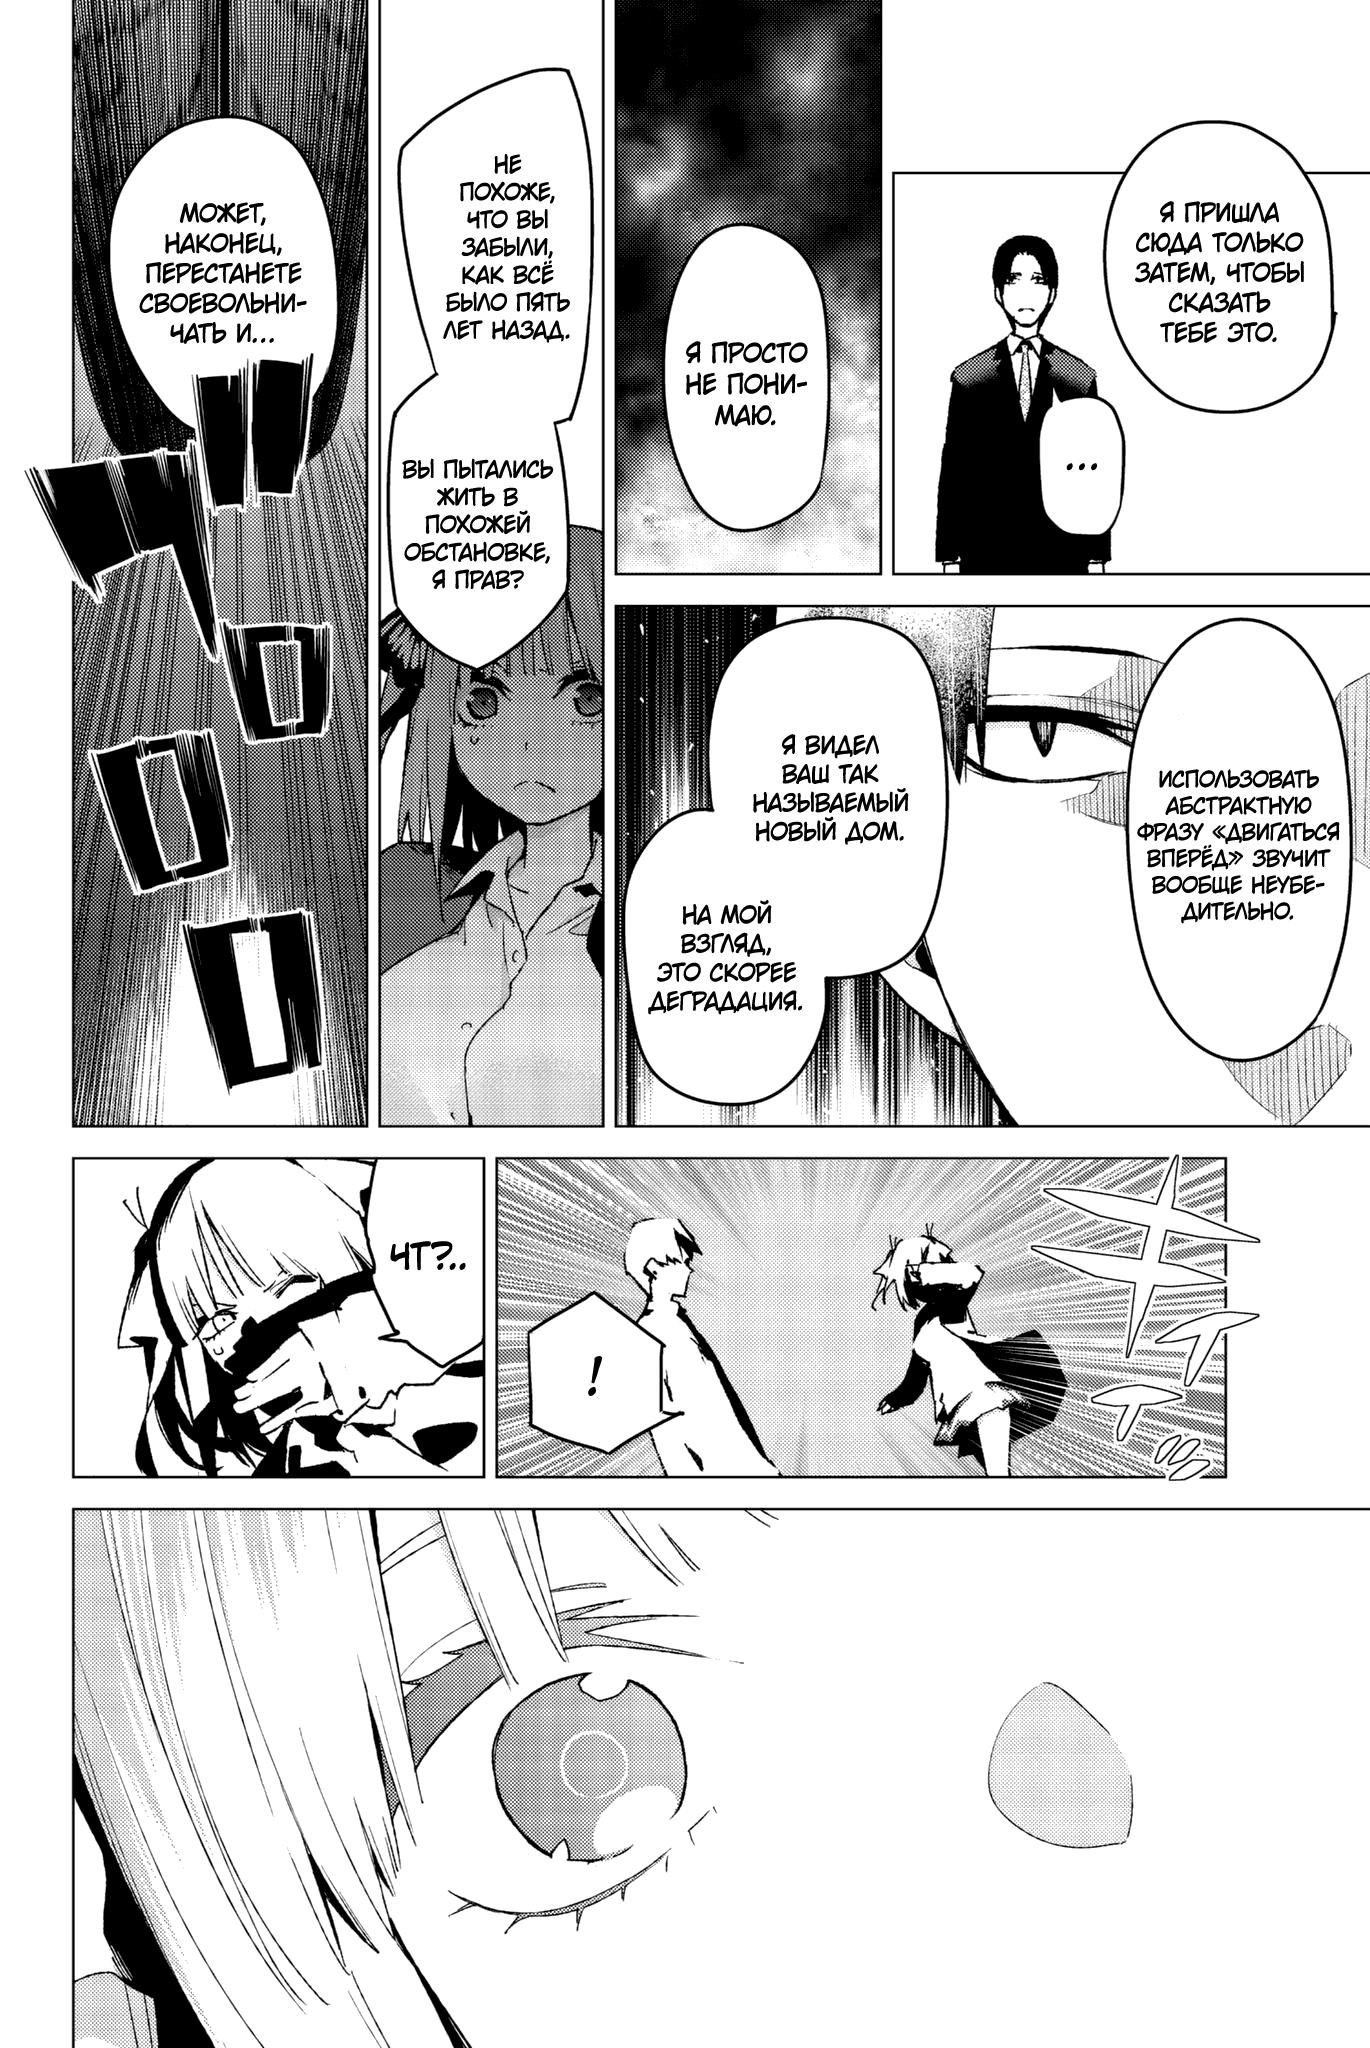 Я ПРИШЛА
СЮДА ТОЛЬКО
ЗАТЕМ, ЧТОБЫ
СКАЗАТЬ
ТЕБЕ ЭТО.
...
Я ПРОСТО
НЕ ПОНИ-
МАЮ.
ИСПОЛЬЗОВАТЬ
АБСТРАКТНУЮ
ФРАЗУ «ДВИГАТЬСЯ
ВПЕРЁД» ЗВУЧИТ
ВООБЩЕ НЕУБЕ-
ДИТЕЛЬНО.
Я ВИДЕЛ
ВАШ ТАК
НАЗЫВАЕМЫЙ
НОВЫЙ ДОМ.
НА МОЙ
ВЗГЛЯД,
ЭТО СКОРЕЕ
ДЕГРАДАЦИЯ.
НЕ
ПОХОЖЕ,
ЧТО ВЫ
ЗАБЫЛИ,
КАК ВСЁ
БЫЛО ПЯТЬ
ЛЕТ НАЗАД.
ВЫ ПЫТАЛИСЬ
ЖИТЬ В
ПОХОЖЕЙ
ОБСТАНОВКЕ,
Я ПРАВ?
МОЖЕТ,
НАКОНЕЦ,
ПЕРЕСТАНЕТЕ
СВОЕВОЛЬНИ-
ЧАТЬ И...
!
ЧТ?..